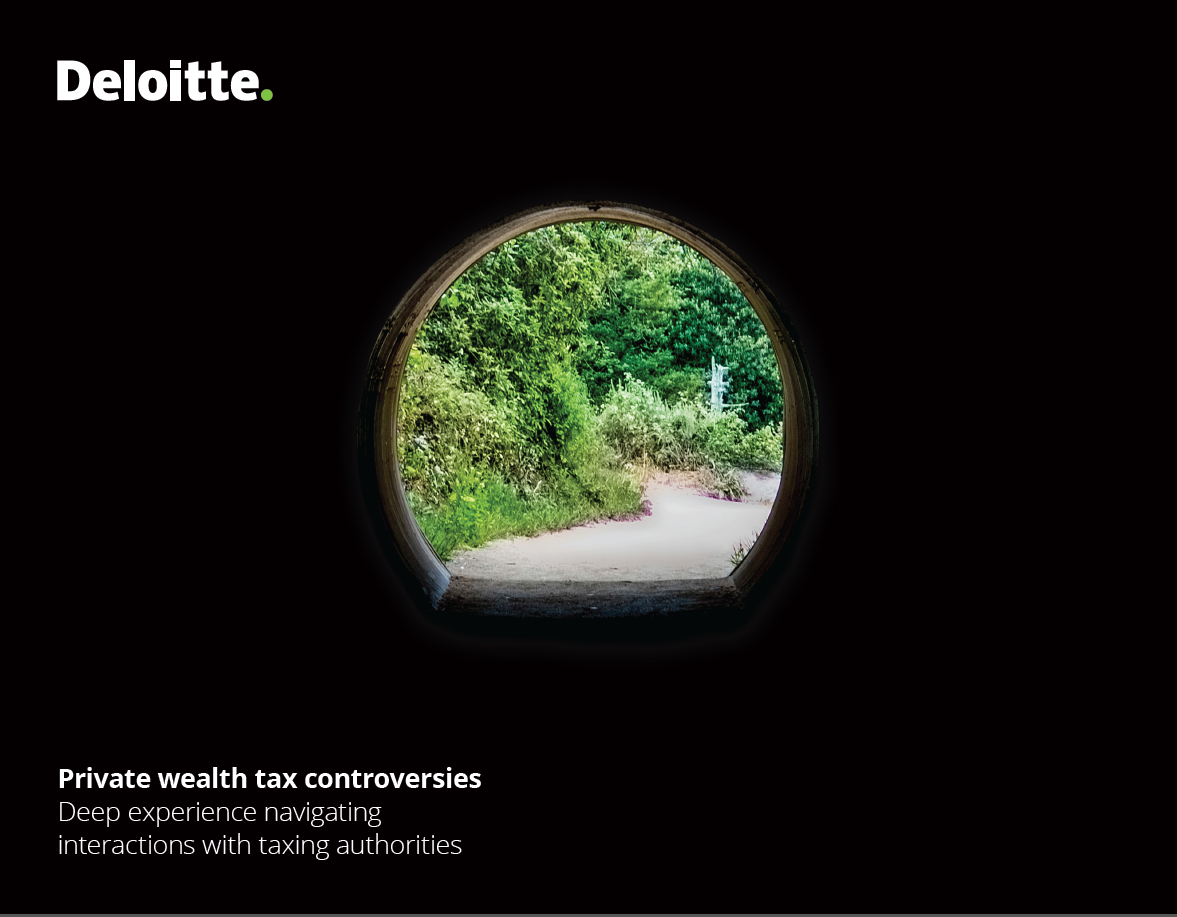 Deloitte.
Private wealth tax controversies
Deep experience navigating
interactions with taxing authorities